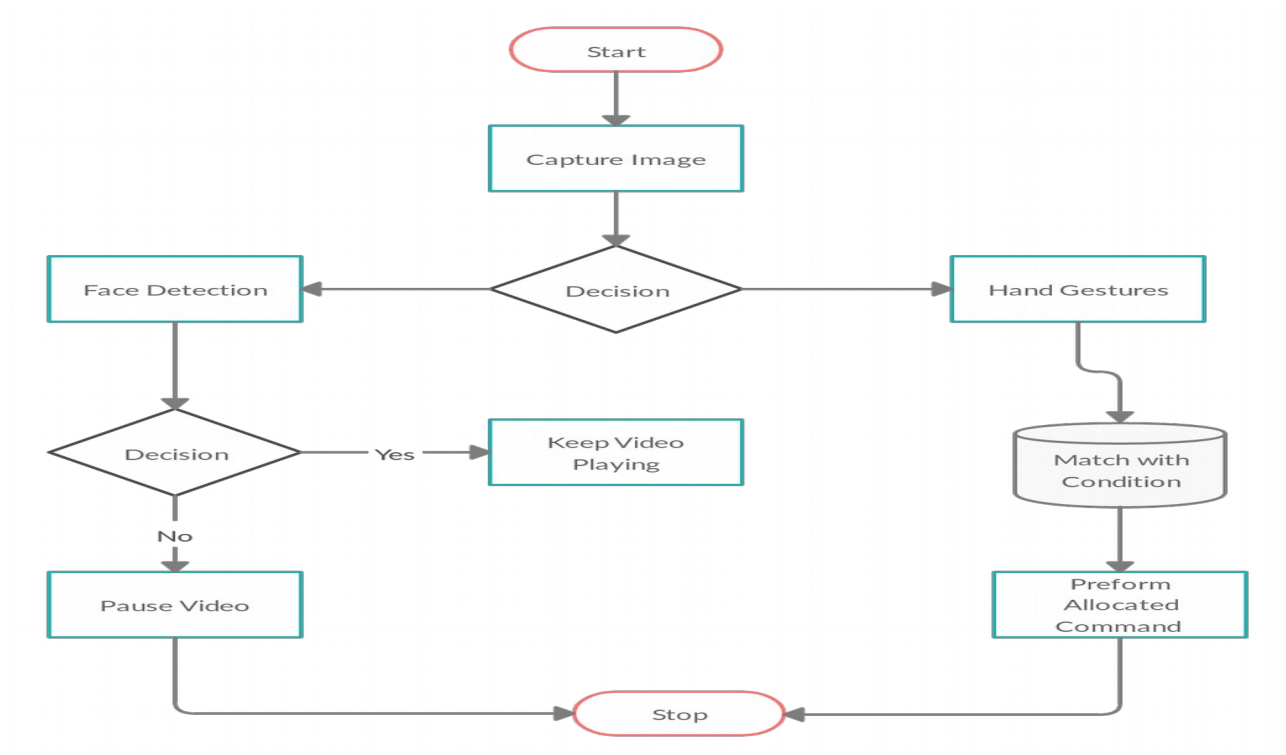 Start
Capture Image
Face Detection
Decision
Hand Gestures
Decision
Yes
Keep Video
Playing
Match with
Condition
No
Pause Video
Preform
Allocated
Command
Stop